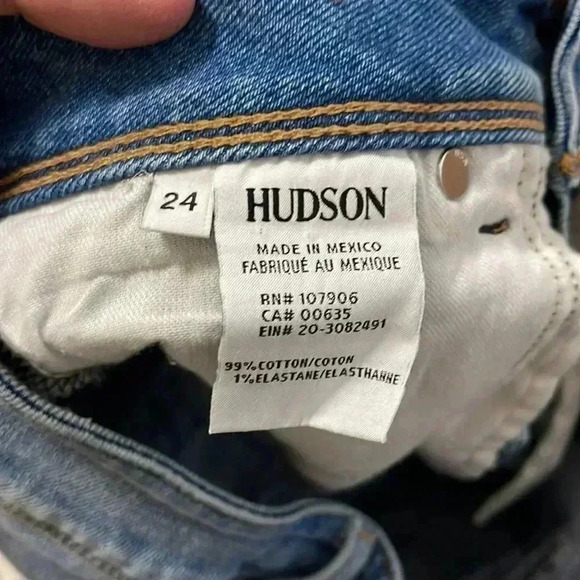 24
HUDSON
MADE IN MEXICO
FABRIQUÉ AU MEXIQUE
RN# 107906
CA# 00635
EIN# 20-3082491
99% COTTON/COTON
1% ELASTANE/ELASTHANNE